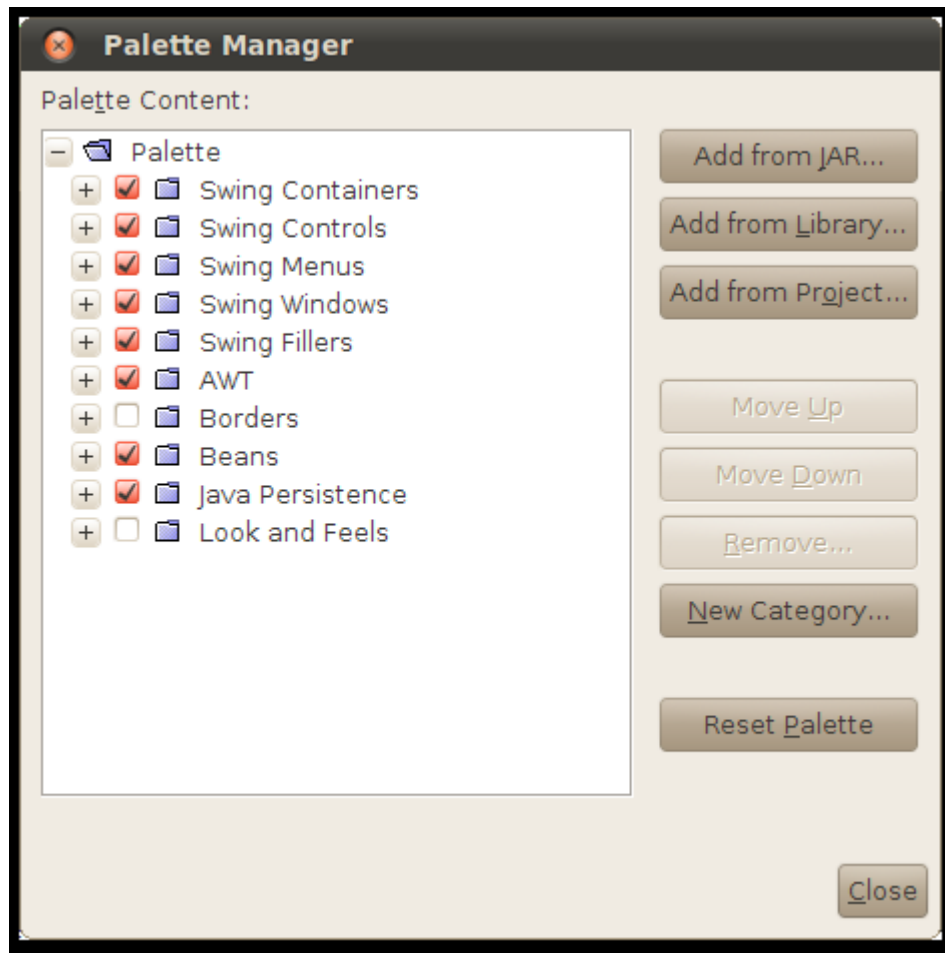 Palette Manager
Palette Content:
Palette
Swing Containers
Swing Controls
Swing Menus
Swing Windows
Swing Fillers
AWT
Borders
Beans
Java Persistence
Look and Feels
Add from JAR...
Add from Library...
Add from Project...
Move Up
Move Down
Remove...
New Category...
Reset Palette
Close